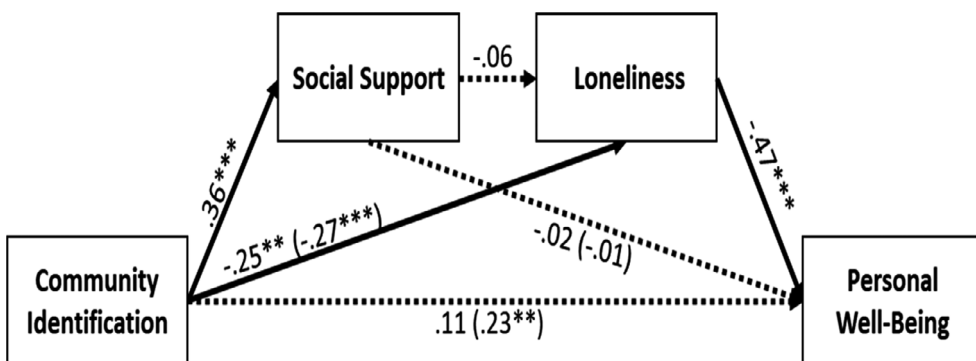 Social Support
-.06
Loneliness
.36***
-.47***
-.25** (-.27***)
-.02 (-.01)
Community
Identification
.11 (.23**)
Personal
Well-Being